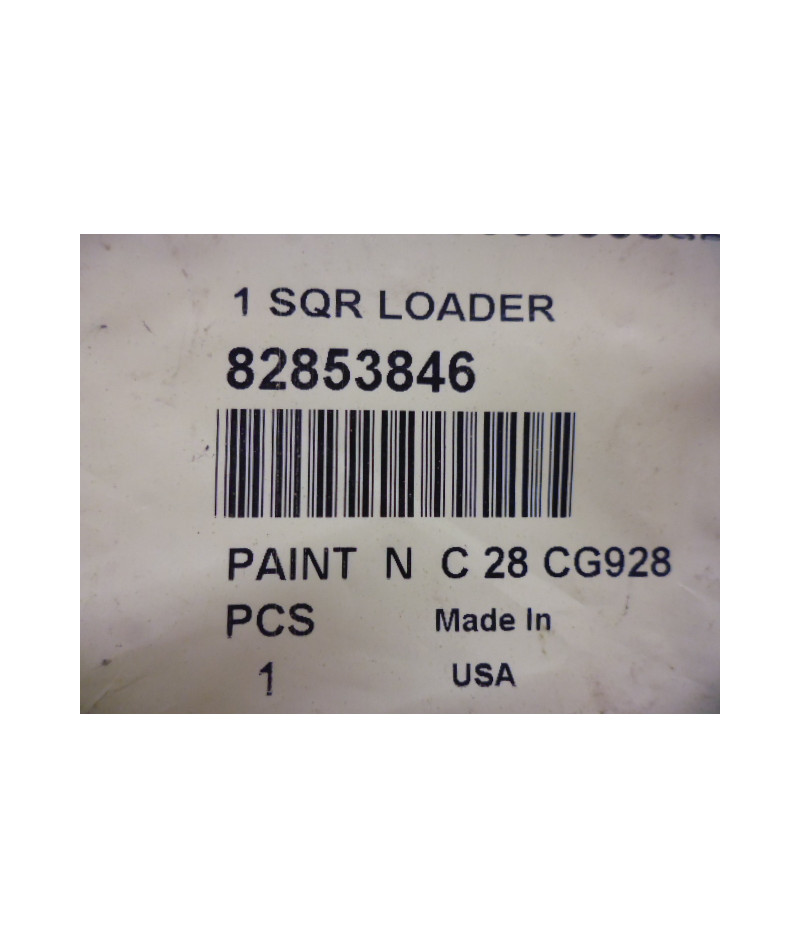 1 SQR LOADER
82853846
PAINT N C 28 CG928
PCS Made In
1 USA